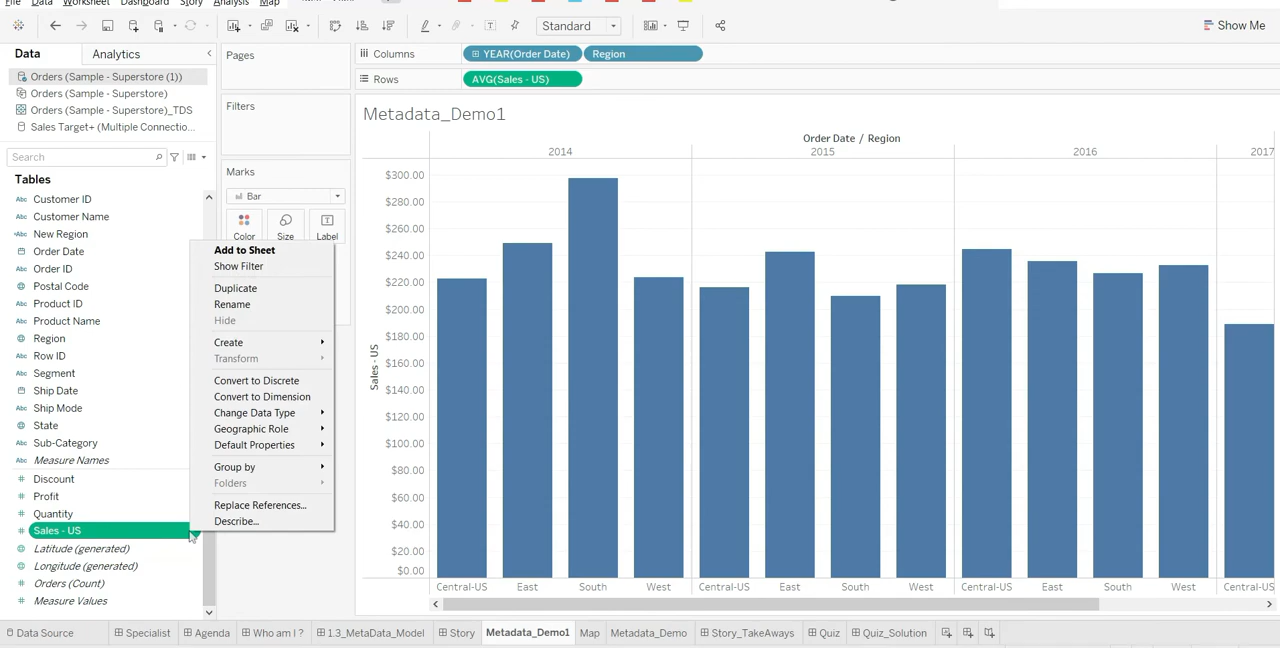 File Data Worksheet Dashboard Story Analysis Map
Standard
Show Me
Data Analytics
Orders (Sample - Superstore (1))
Orders (Sample - Superstore)
Orders (Sample - Superstore)_TDS
Sales Target+ (Multiple Connectio...
Search
Tables
Customer ID
Customer Name
New Region
Order Date
Order ID
Postal Code
Product ID
Product Name
Region
Row ID
Segment
Ship Date
Ship Mode
State
Sub-Category
Measure Names
Discount
Profit
Quantity
Sales - US
Latitude (generated)
Longitude (generated)
Orders (Count)
Measure Values
Pages
Filters
Marks
Bar
Color Size Label
Add to Sheet
Show Filter
Duplicate
Rename
Hide
Create
Transform
Convert to Discrete
Convert to Dimension
Change Data Type
Geographic Role
Default Properties
Group by
Folders
Replace References...
Describe...
Columns YEAR(Order Date) Region
Rows AVG(Sales - US)
Metadata_Demo1
Order Date / Region
2014 2015 2016 2017
Sales - US
$300.00
$280.00
$260.00
$240.00
$220.00
$200.00
$180.00
$160.00
$140.00
$120.00
$100.00
$80.00
$60.00
$40.00
$20.00
$0.00
Central-US East South West Central-US East South West Central-US East South West Central-US
Data Source Specialist Agenda Who am I ? 1.3_MetaData_Model Story Metadata_Demo1 Map Metadata_Demo Story_TakeAways Quiz Quiz_Solution